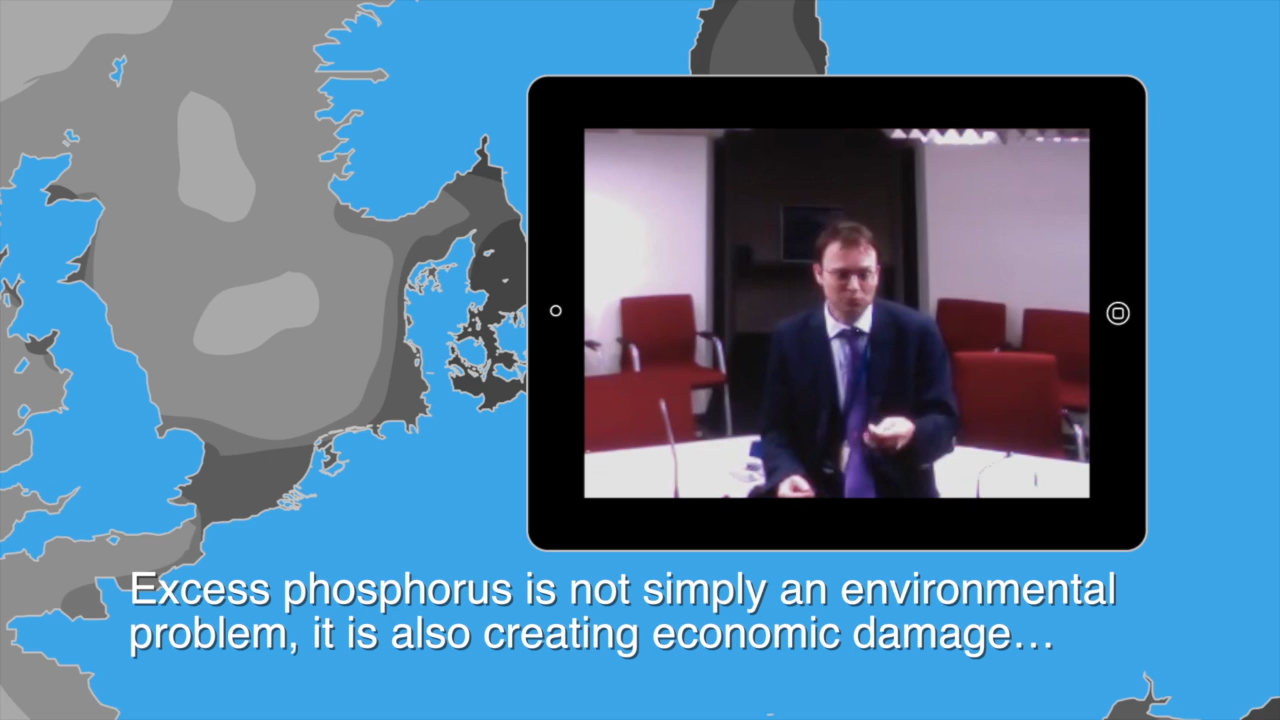 Excess phosphorus is not simply an environmental
problem, it is also creating economic damage…